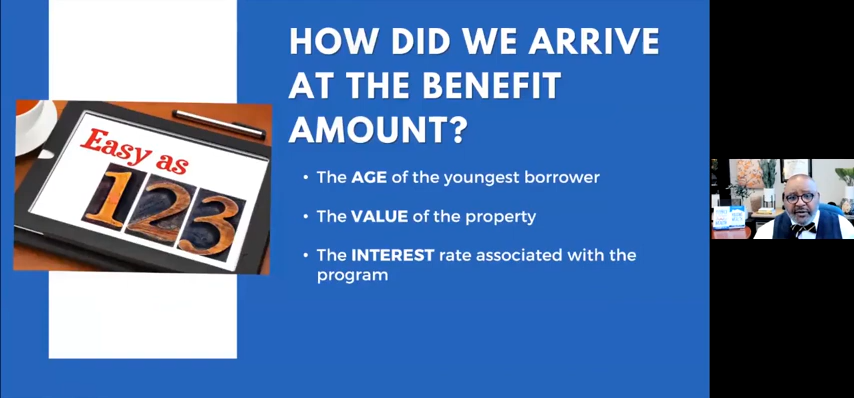 HOW DID WE ARRIVE
AT THE BENEFIT
AMOUNT?
Easy as
123
• The AGE of the youngest borrower
• The VALUE of the property
• The INTEREST rate associated with the
program